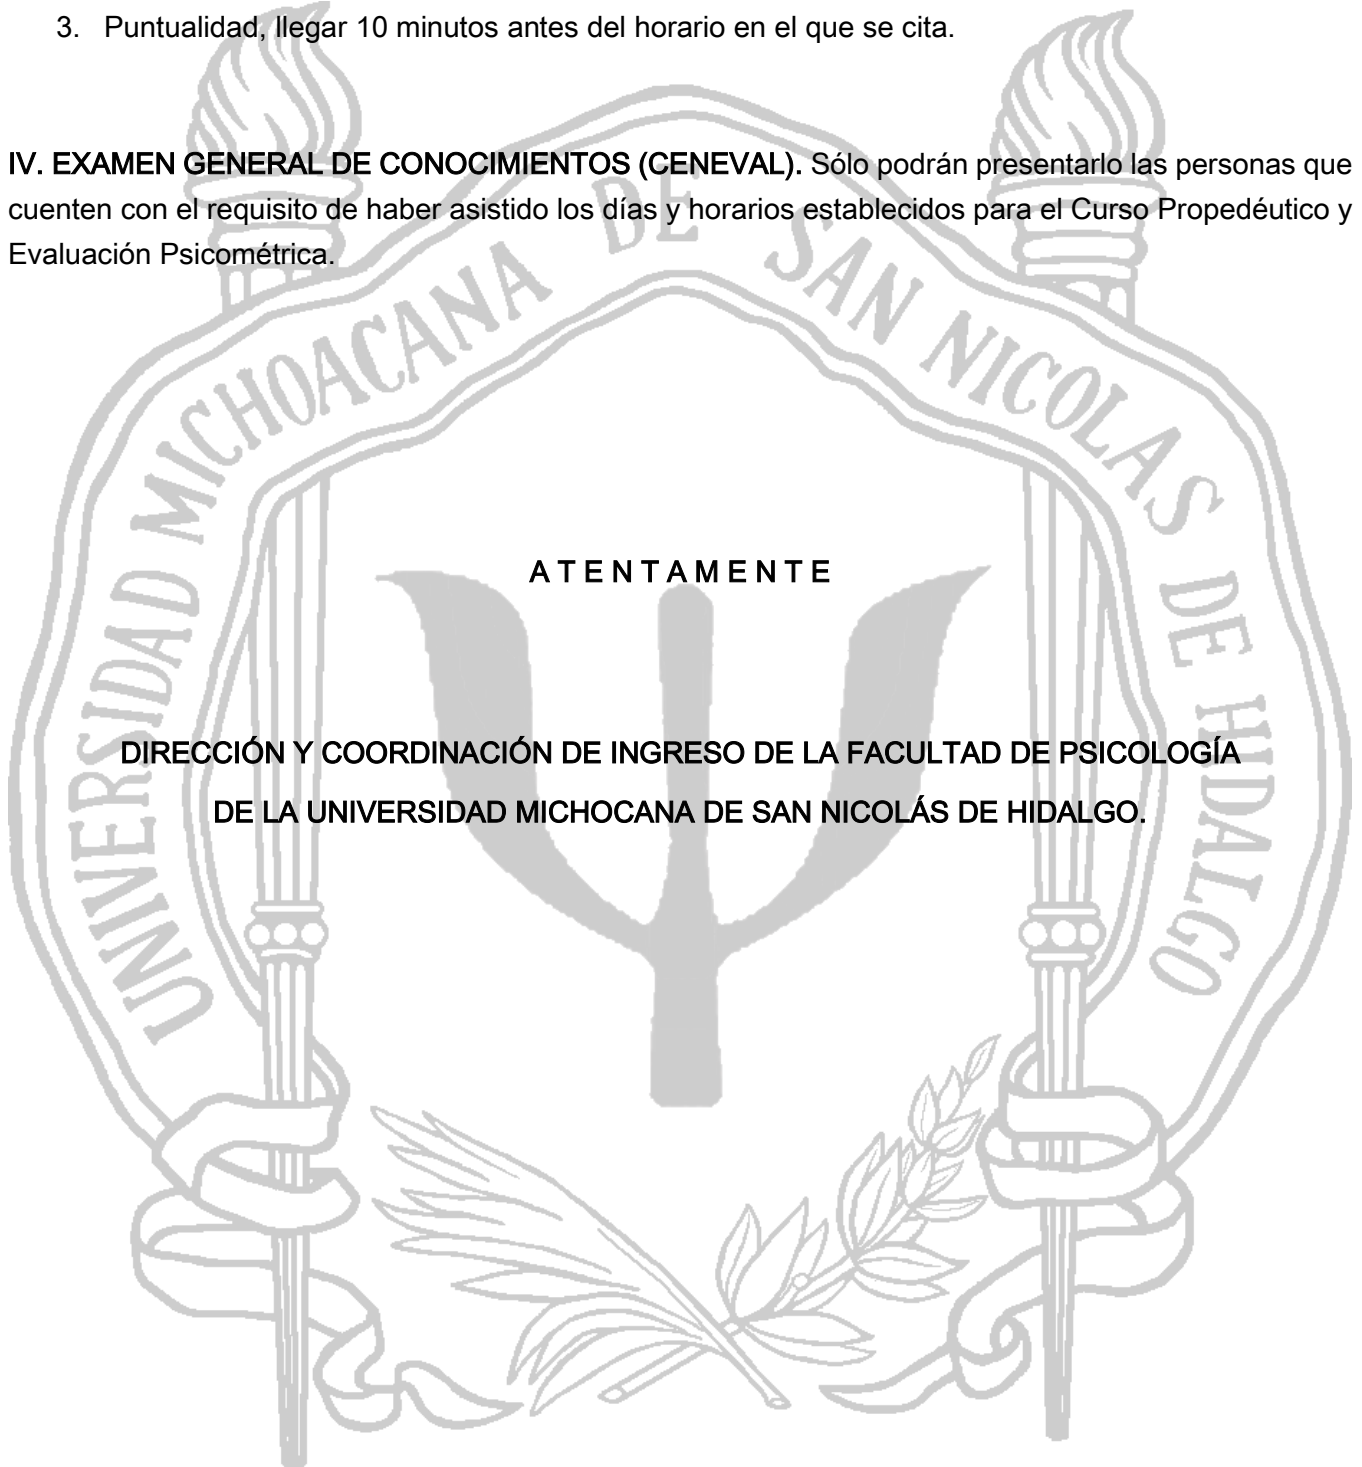 3. Puntualidad, llegar 10 minutos antes del horario en el que se cita.
IV. EXAMEN GENERAL DE CONOCIMIENTOS (CENEVAL). Sólo podrán presentarlo las personas que
cuenten con el requisito de haber asistido los días y horarios establecidos para el Curso Propedéutico y
Evaluación Psicométrica.
UNIVERSIDAD MICHOACANA DE SAN NICOLAS DE HIDALGO
A T E N T A M E N T E
DIRECCIÓN Y COORDINACIÓN DE INGRESO DE LA FACULTAD DE PSICOLOGÍA
DE LA UNIVERSIDAD MICHOCANA DE SAN NICOLÁS DE HIDALGO.